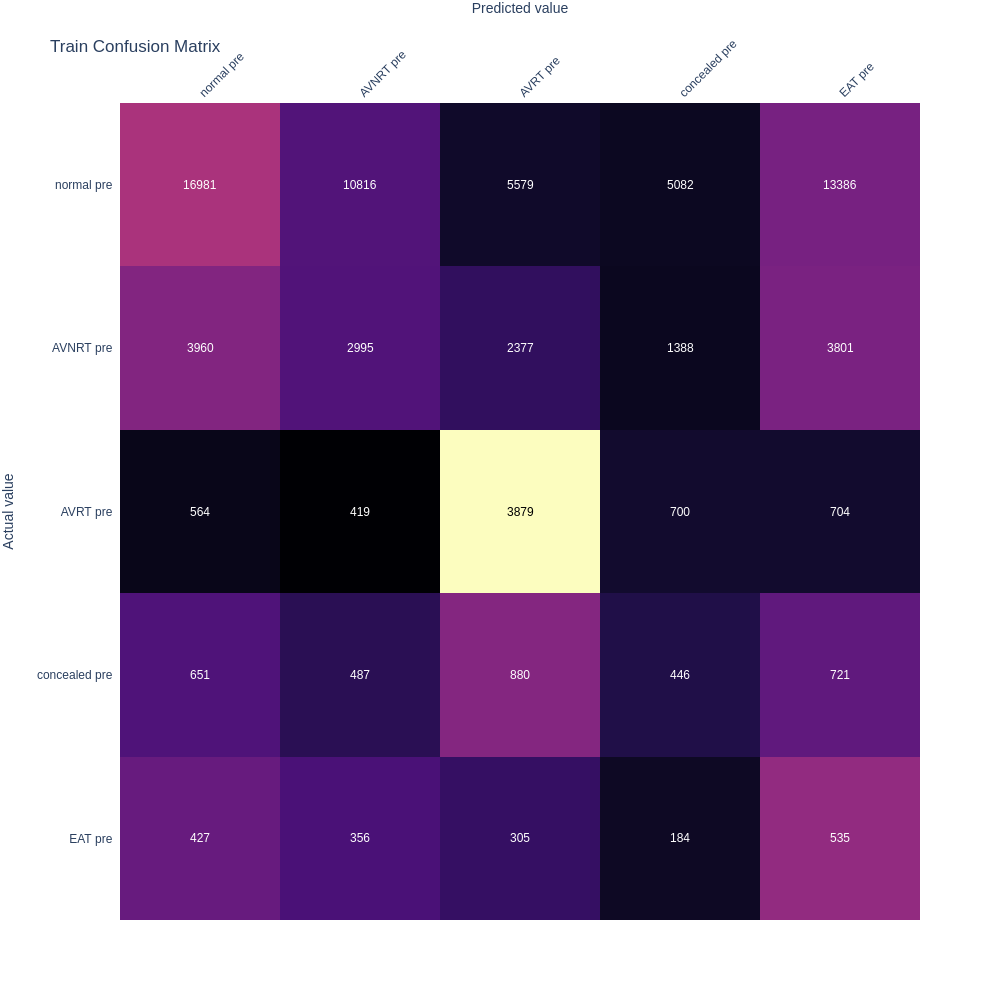 Predicted value
Train Confusion Matrix
normal pre AVNRT pre AVRT pre concealed pre EAT pre
normal pre 16981 10816 5579 5082 13386
AVNRT pre 3960 2995 2377 1388 3801
Actual value
AVRT pre 564 419 3879 700 704
concealed pre 651 487 880 446 721
EAT pre 427 356 305 184 535